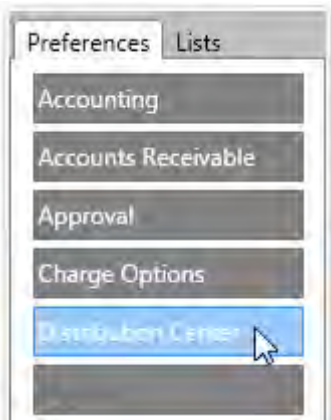 Preferences Lists
Accounting
Accounts Receivable
Approval
Charge Options
Distribution Center